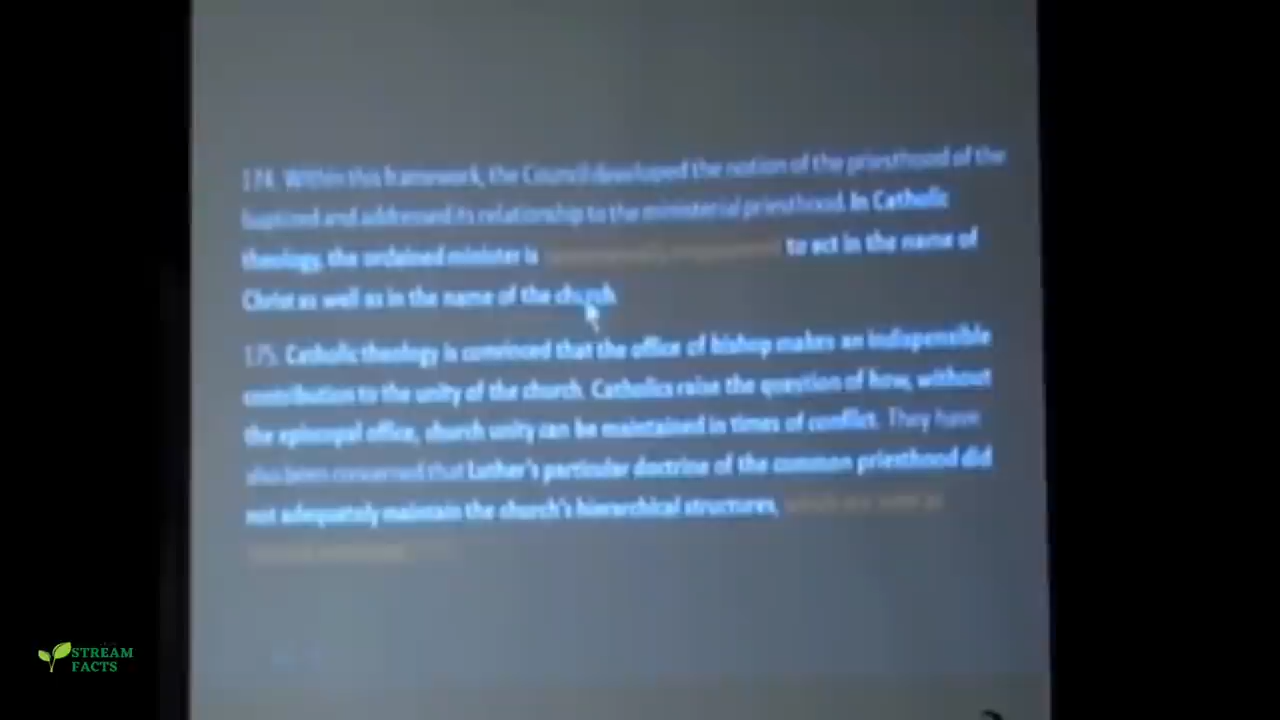 174. Within this framework, the Council developed the notion of the priesthood of the
baptized and addressed its relationship to the ministerial priesthood. In Catholic
theology, the ordained minister is to act in the name of
Christ as well as in the name of the church.
175. Catholic theology is convinced that the office of bishop makes an indispensible
contribution to the unity of the church. Catholics raise the question of how, without
the episcopal office, church unity can be maintained in times of conflict. They have
also been concerned that Luther's particular doctrine of the common priesthood did
not adequately maintain the church's hierarchical structures, which are seen as
STREAM
FACTS